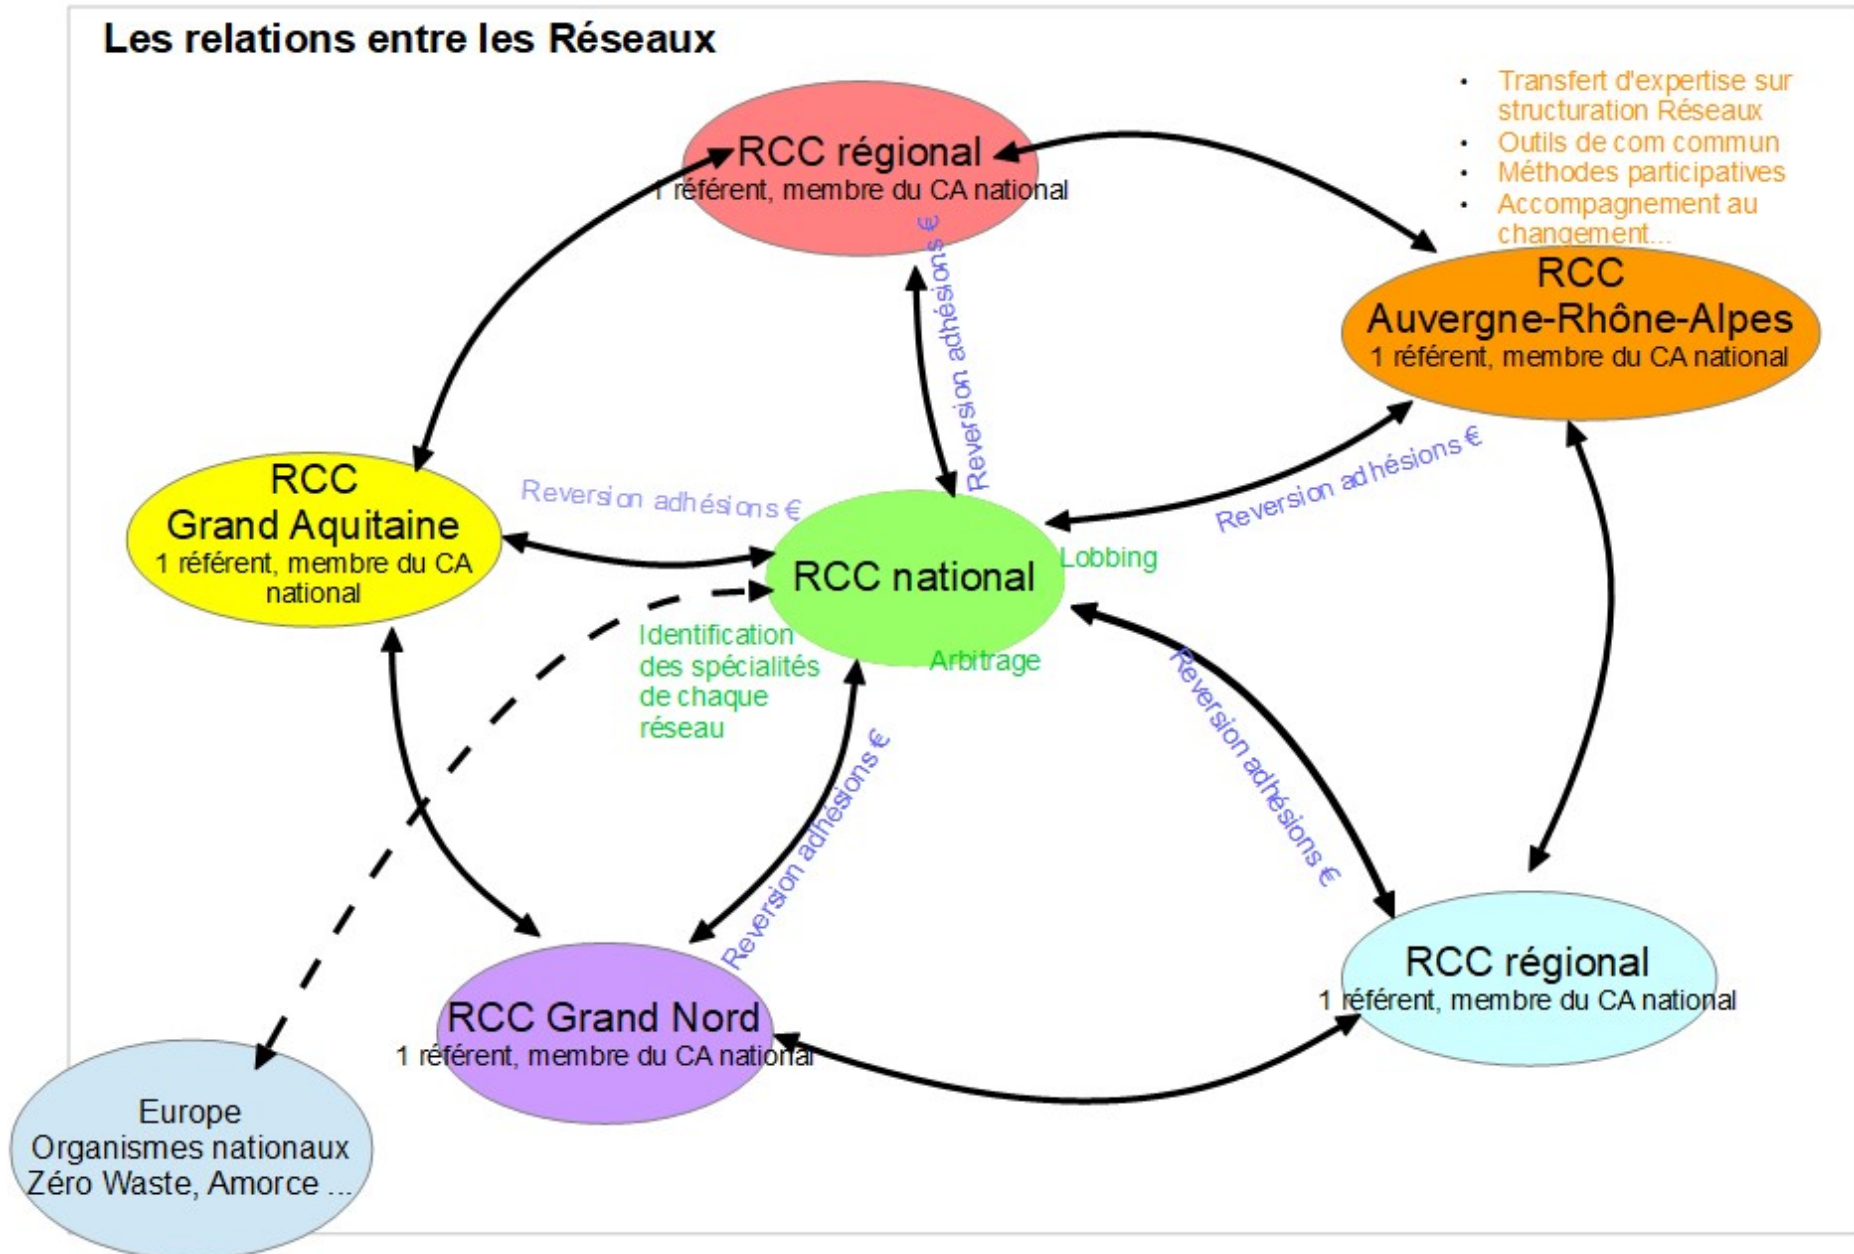 Les relations entre les Réseaux
• Transfert d'expertise sur
structuration Réseaux
• Outils de com commun
• Méthodes participatives
• Accompagnement au
changement...
RCC régional
1 référent, membre du CA national
RCC
Auvergne-Rhône-Alpes
1 référent, membre du CA national
Reversion adhésions €
Reversion adhésions €
RCC
Grand Aquitaine
1 référent, membre du CA
national
Reversion adhésions €
RCC national
Lobbing
Identification
des spécialités
de chaque
réseau
Arbitrage
Reversion adhésions €
Reversion adhésions €
RCC régional
1 référent, membre du CA national
RCC Grand Nord
1 référent, membre du CA national
Europe
Organismes nationaux
Zéro Waste, Amorce ...